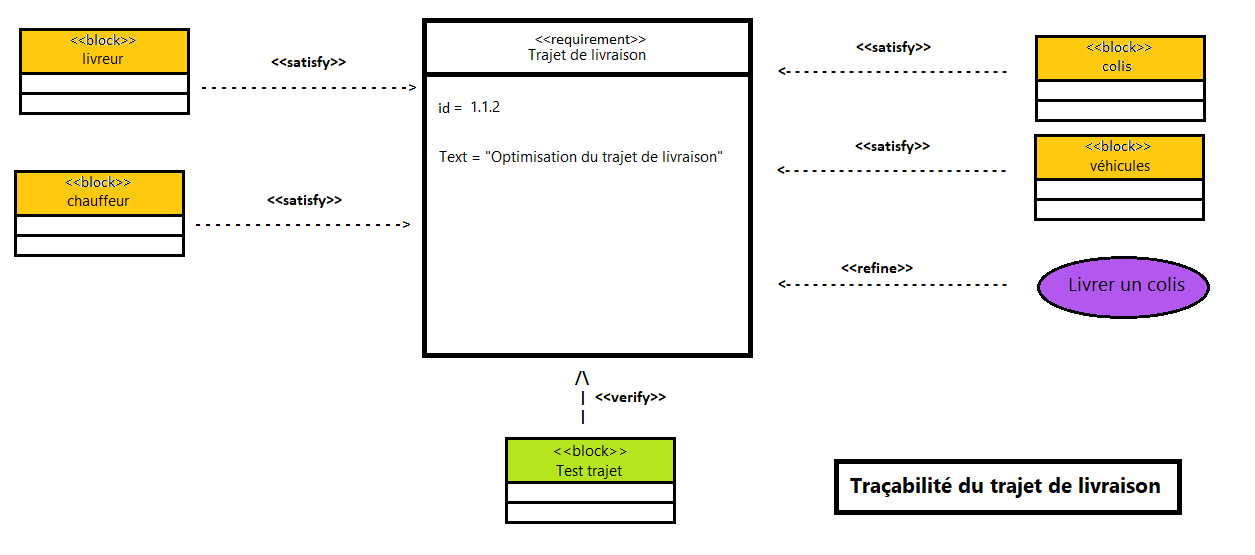 <<block>>
livreur
<<satisfy>>
<<block>>
chauffeur
<<satisfy>>
<<requirement>>
Trajet de livraison
id = 1.1.2
Text = "Optimisation du trajet de livraison"
<<satisfy>>
<<block>>
colis
<<satisfy>>
<<block>>
véhicules
<<refine>>
Livrer un colis
<<verify>>
<<block>>
Test trajet
Traçabilité du trajet de livraison